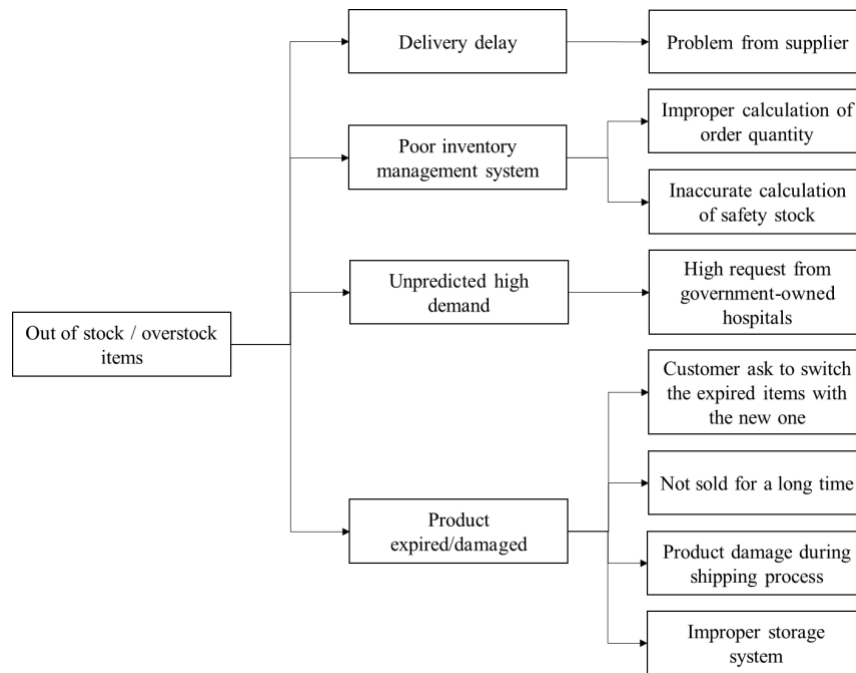 Delivery delay
Problem from supplier
Poor inventory
management system
Improper calculation of
order quantity
Inaccurate calculation
of safety stock
Unpredicted high
demand
High request from
government-owned
hospitals
Out of stock / overstock
items
Product
expired/damaged
Customer ask to switch
the expired items with
the new one
Not sold for a long time
Product damage during
shipping process
Improper storage
system